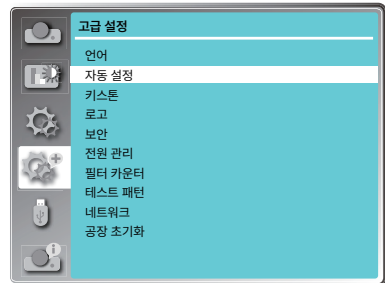 고급 설정
언어
자동 설정
키스톤
로고
보안
전원 관리
필터 카운터
테스트 패턴
네트워크
공장 초기화